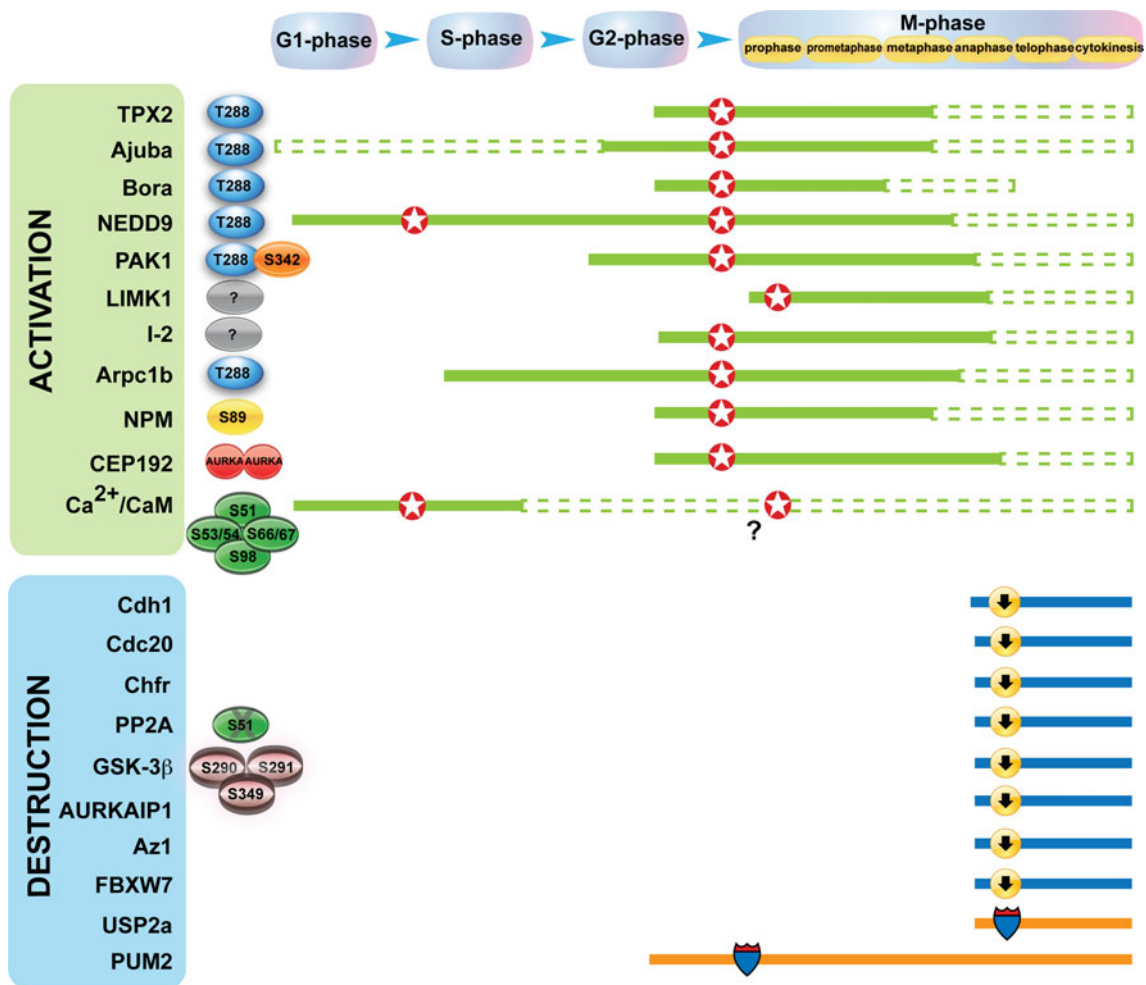 G1-phase S-phase G2-phase M-phase
prophase prometaphase metaphase anaphase telophase cytokinesis
ACTIVATION
TPX2 T288
Ajuba T288
Bora T288
NEDD9 T288
PAK1 T288 S342
LIMK1 ?
I-2 ?
Arpc1b T288
NPM S89
CEP192 AURKA AURKA
Ca2+/CaM S51
S53/54 S66/67
S98
?
DESTRUCTION
Cdh1
Cdc20
Chfr
PP2A S51
GSK-3β S290 S291
S349
AURKAIP1
Az1
FBXW7
USP2a
PUM2